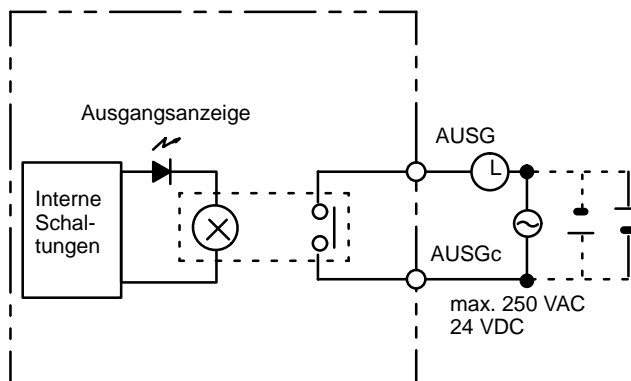 Ausgangsanzeige
Interne
Schal-
tungen
AUSG
L
AUSGc
max. 250 VAC
24 VDC